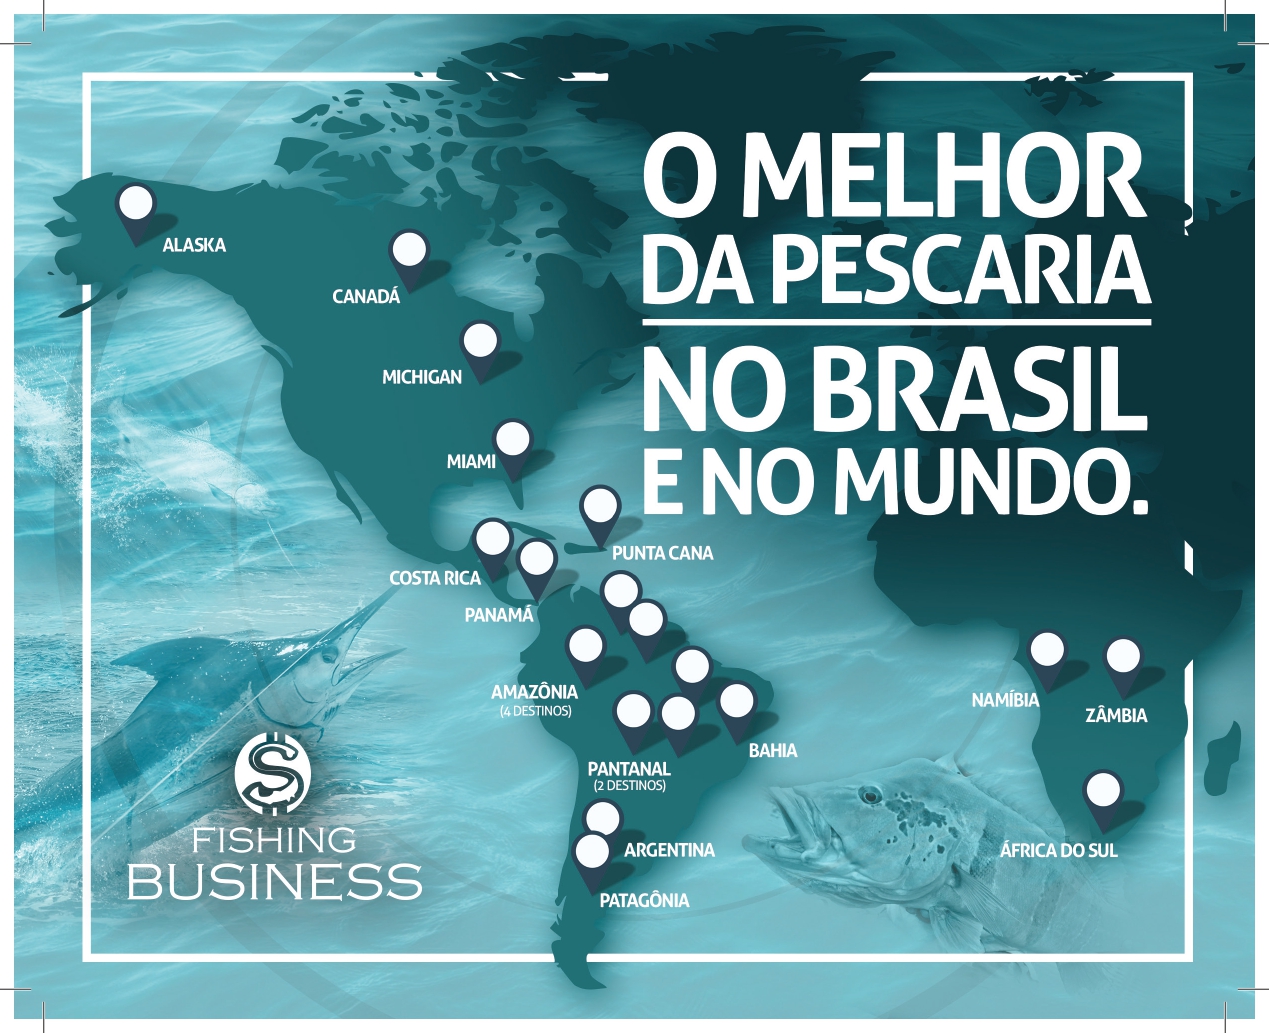 O MELHOR
DA PESCARIA
NO BRASIL
E NO MUNDO.
ALASKA
CANADÁ
MICHIGAN
MIAMI
PUNTA CANA
COSTA RICA
PANAMÁ
AMAZÔNIA
(4 DESTINOS)
NAMÍBIA
ZÂMBIA
BAHIA
PANTANAL
(2 DESTINOS)
ARGENTINA
ÁFRICA DO SUL
PATAGÔNIA
FISHING
BUSINESS